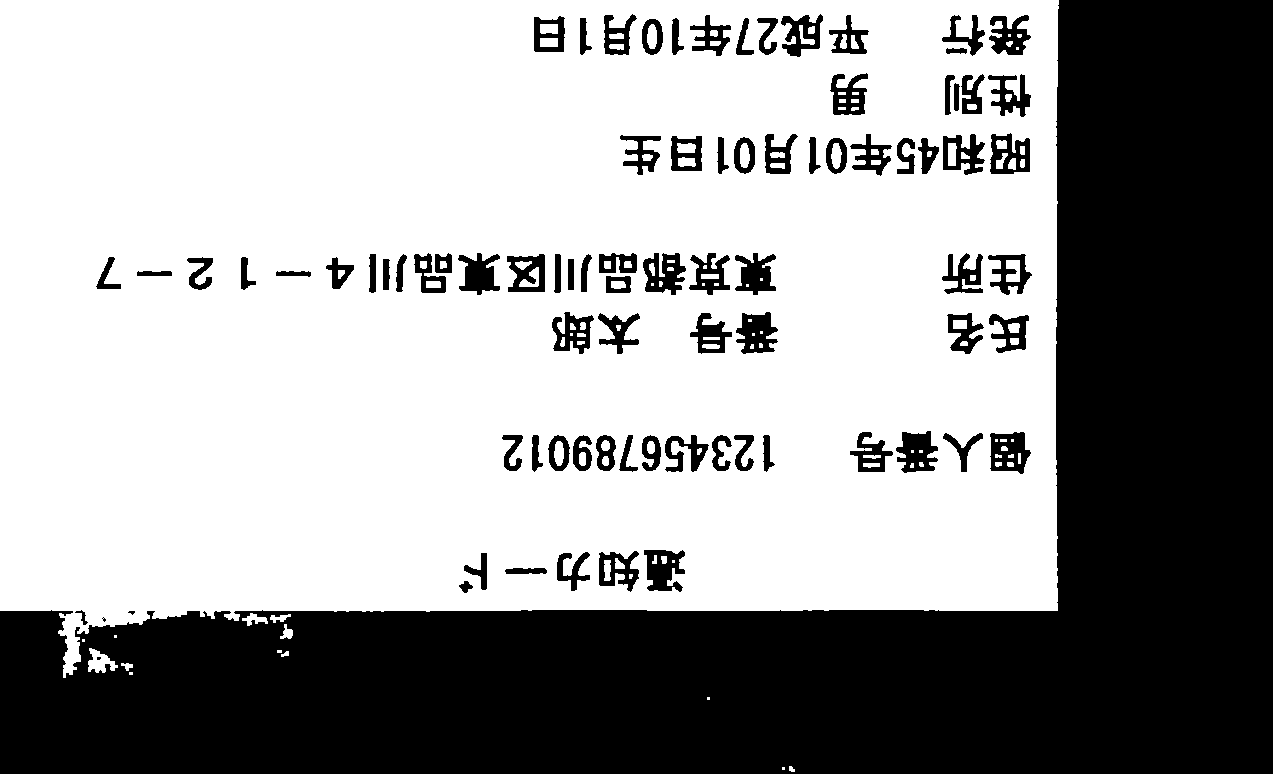 通知カード
個人番号 123456789012
氏名 番号 太郎
住所 東京都品川区東品川4－12－7
昭和45年01月01日生
性別 男
発行 平成27年10月1日